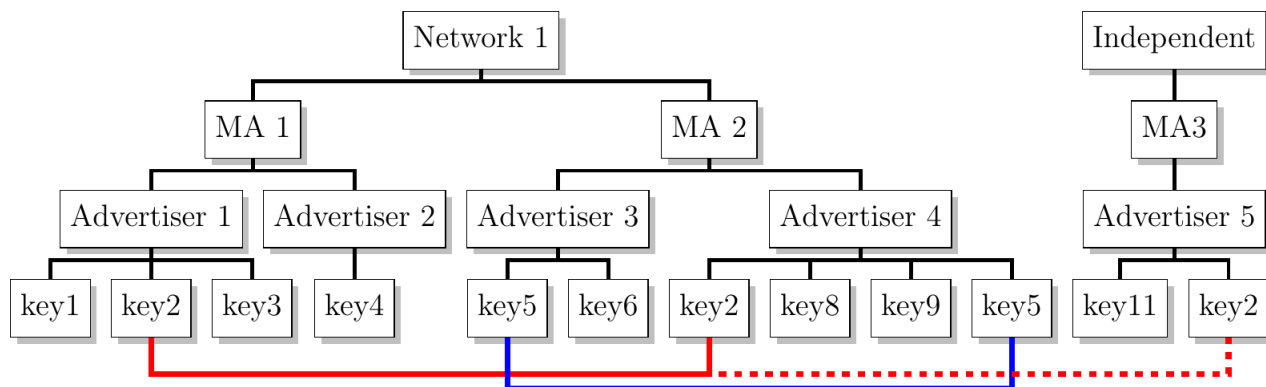 Network 1
Independent
MA 1
MA 2
MA3
Advertiser 1
Advertiser 2
Advertiser 3
Advertiser 4
Advertiser 5
key1
key2
key3
key4
key5
key6
key2
key8
key9
key5
key11
key2